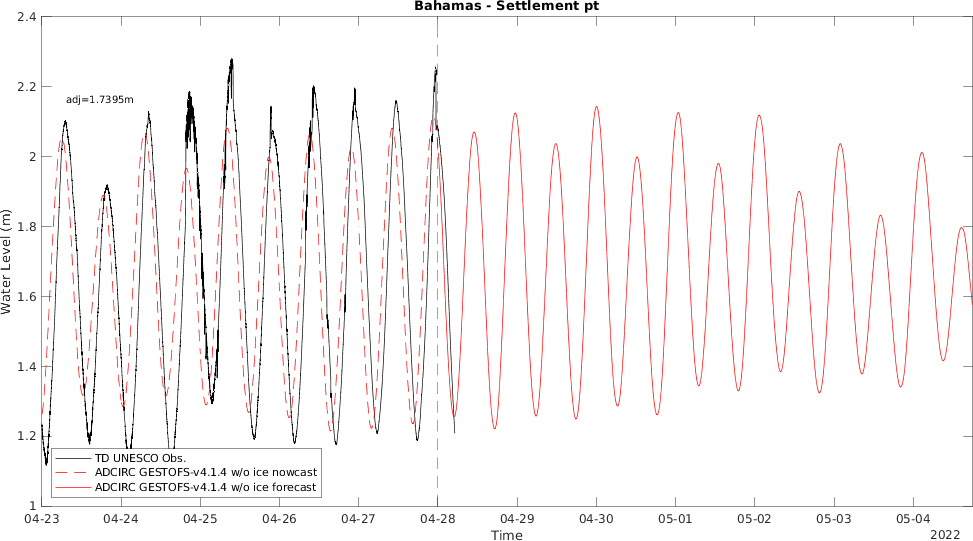 Bahamas - Settlement pt
2.4
2.2
2
1.8
1.6
1.4
1.2
1
Water Level (m)
adj=1.7395m
TD UNESCO Obs.
ADCIRC GESTOFS-v4.1.4 w/o ice nowcast
ADCIRC GESTOFS-v4.1.4 w/o ice forecast
04-23 04-24 04-25 04-26 04-27 04-28 04-29 04-30 05-01 05-02 05-03 05-04
Time
2022